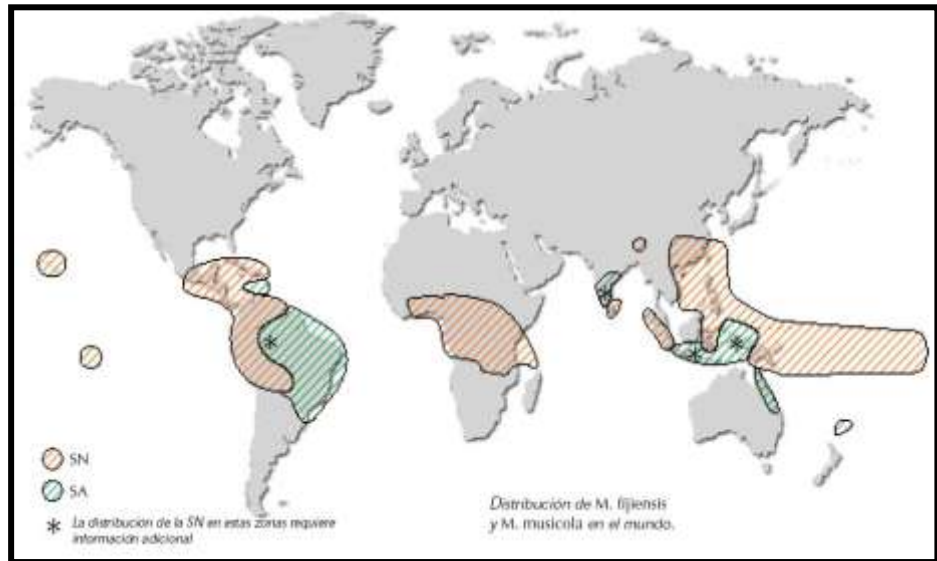 SN
SA
* La distribución de la SN en estas zonas requiere
información adicional
Distribución de M. fijiensis
y M. musicola en el mundo.